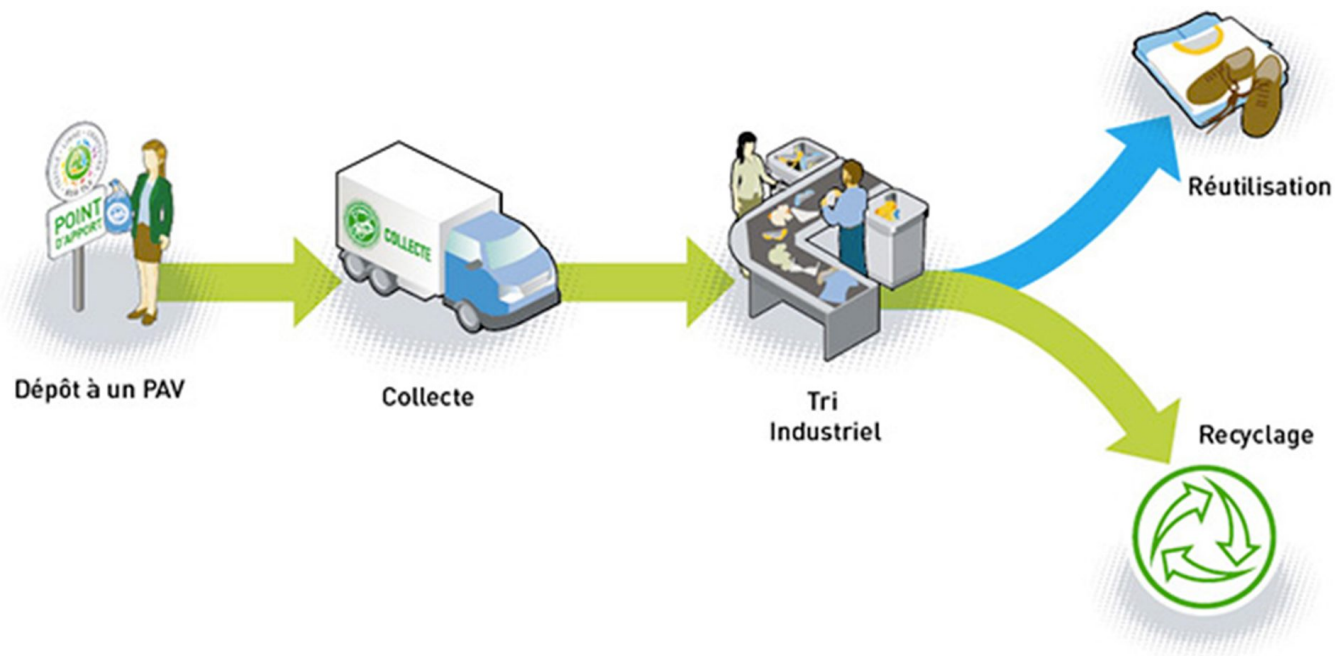 POINT
D'APPORT
Dépôt à un PAV
COLLECTE
Collecte
Tri
Industriel
Réutilisation
Recyclage